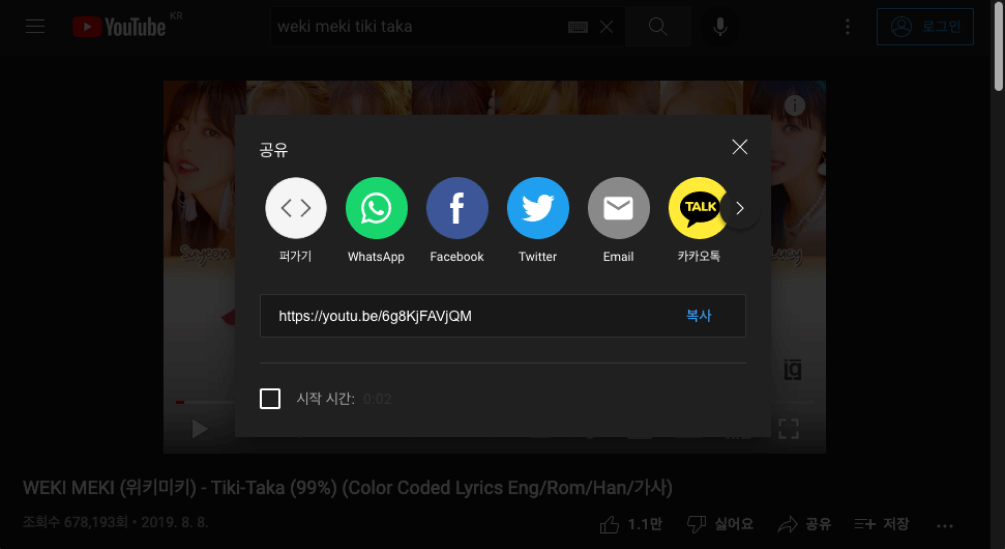 YouTube KR
weki meki tiki taka
로그인
공유
퍼가기
WhatsApp
Facebook
Twitter
Email
TALK
카카오톡
https://youtu.be/6g8KjFAVjQM
복사
시작 시간: 0:02
WEKI MEKI (위키미키) - Tiki-Taka (99%) (Color Coded Lyrics Eng/Rom/Han/가사)
조회수 678,193회 • 2019. 8. 8.
1.1만
싫어요
공유
저장